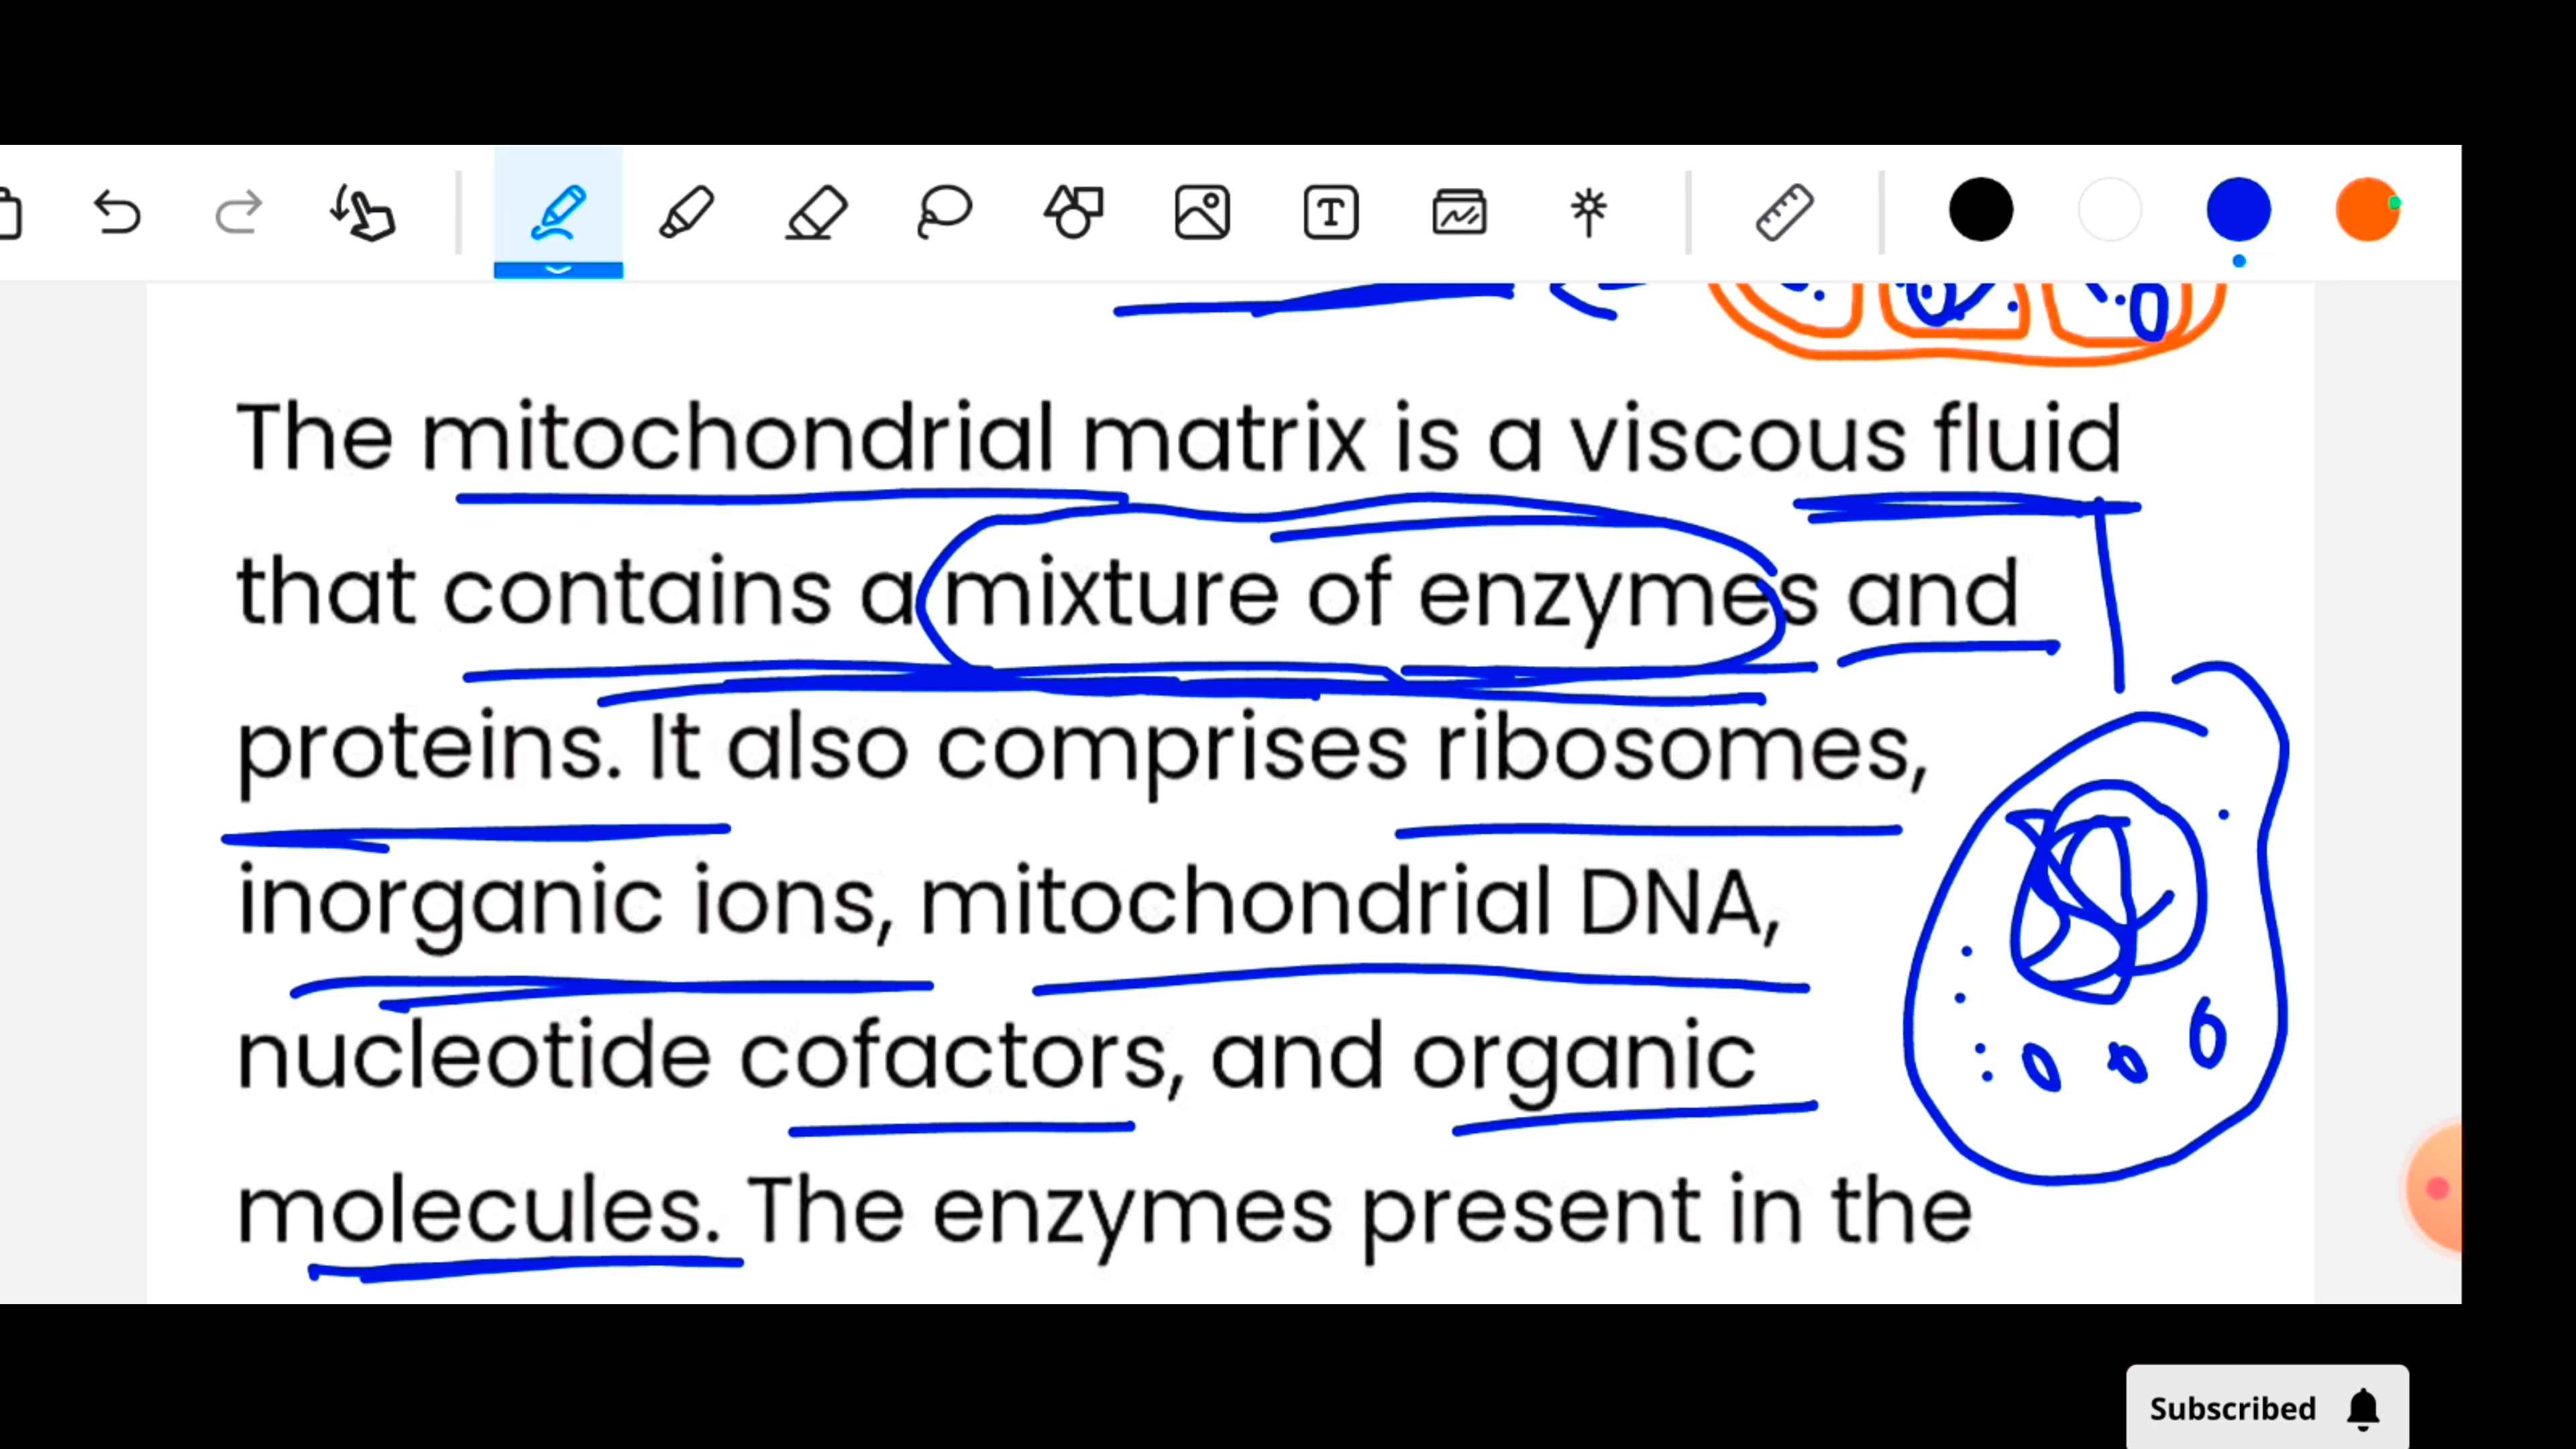 The mitochondrial matrix is a viscous fluid
that contains a mixture of enzymes and
proteins. It also comprises ribosomes,
inorganic ions, mitochondrial DNA,
nucleotide cofactors, and organic
molecules. The enzymes present in the
Subscribed